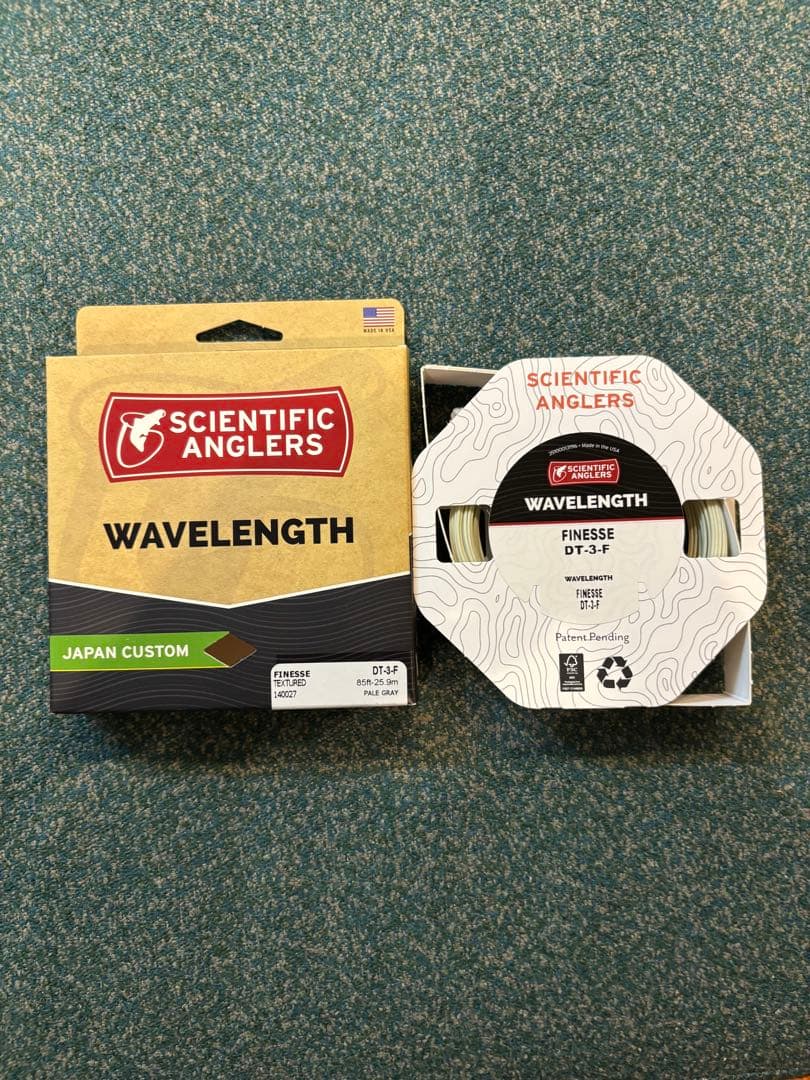 MADE IN USA
SCIENTIFIC
ANGLERS
WAVELENGTH
JAPAN CUSTOM
FINESSE DT-3-F
TEXTURED 85ft-25.9m
140027 PALE GRAY
SCIENTIFIC
ANGLERS
Made in the USA
SCIENTIFIC
ANGLERS
WAVELENGTH
FINESSE
DT-3-F
WAVELENGTH
FINESSE
DT-3-F
Patent Pending
FSC